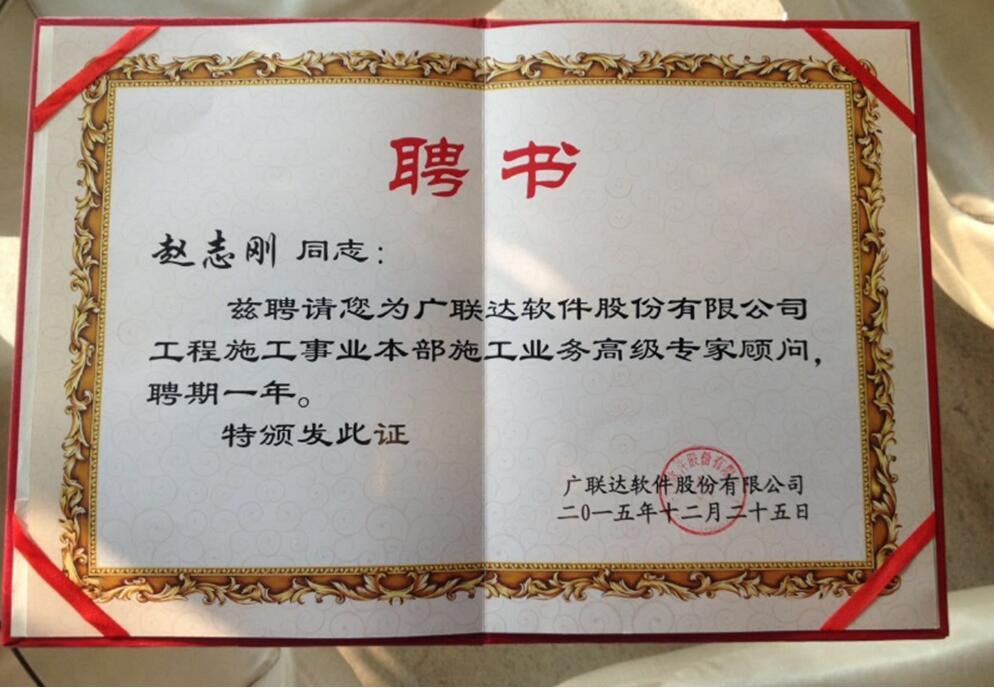 聘书
赵志刚 同志：
兹聘请您为广联达软件股份有限公司
工程施工事业本部施工业务高级专家顾问，
聘期一年。
特颁发此证
广联达软件股份有限公司
二0一五年十二月二十五日